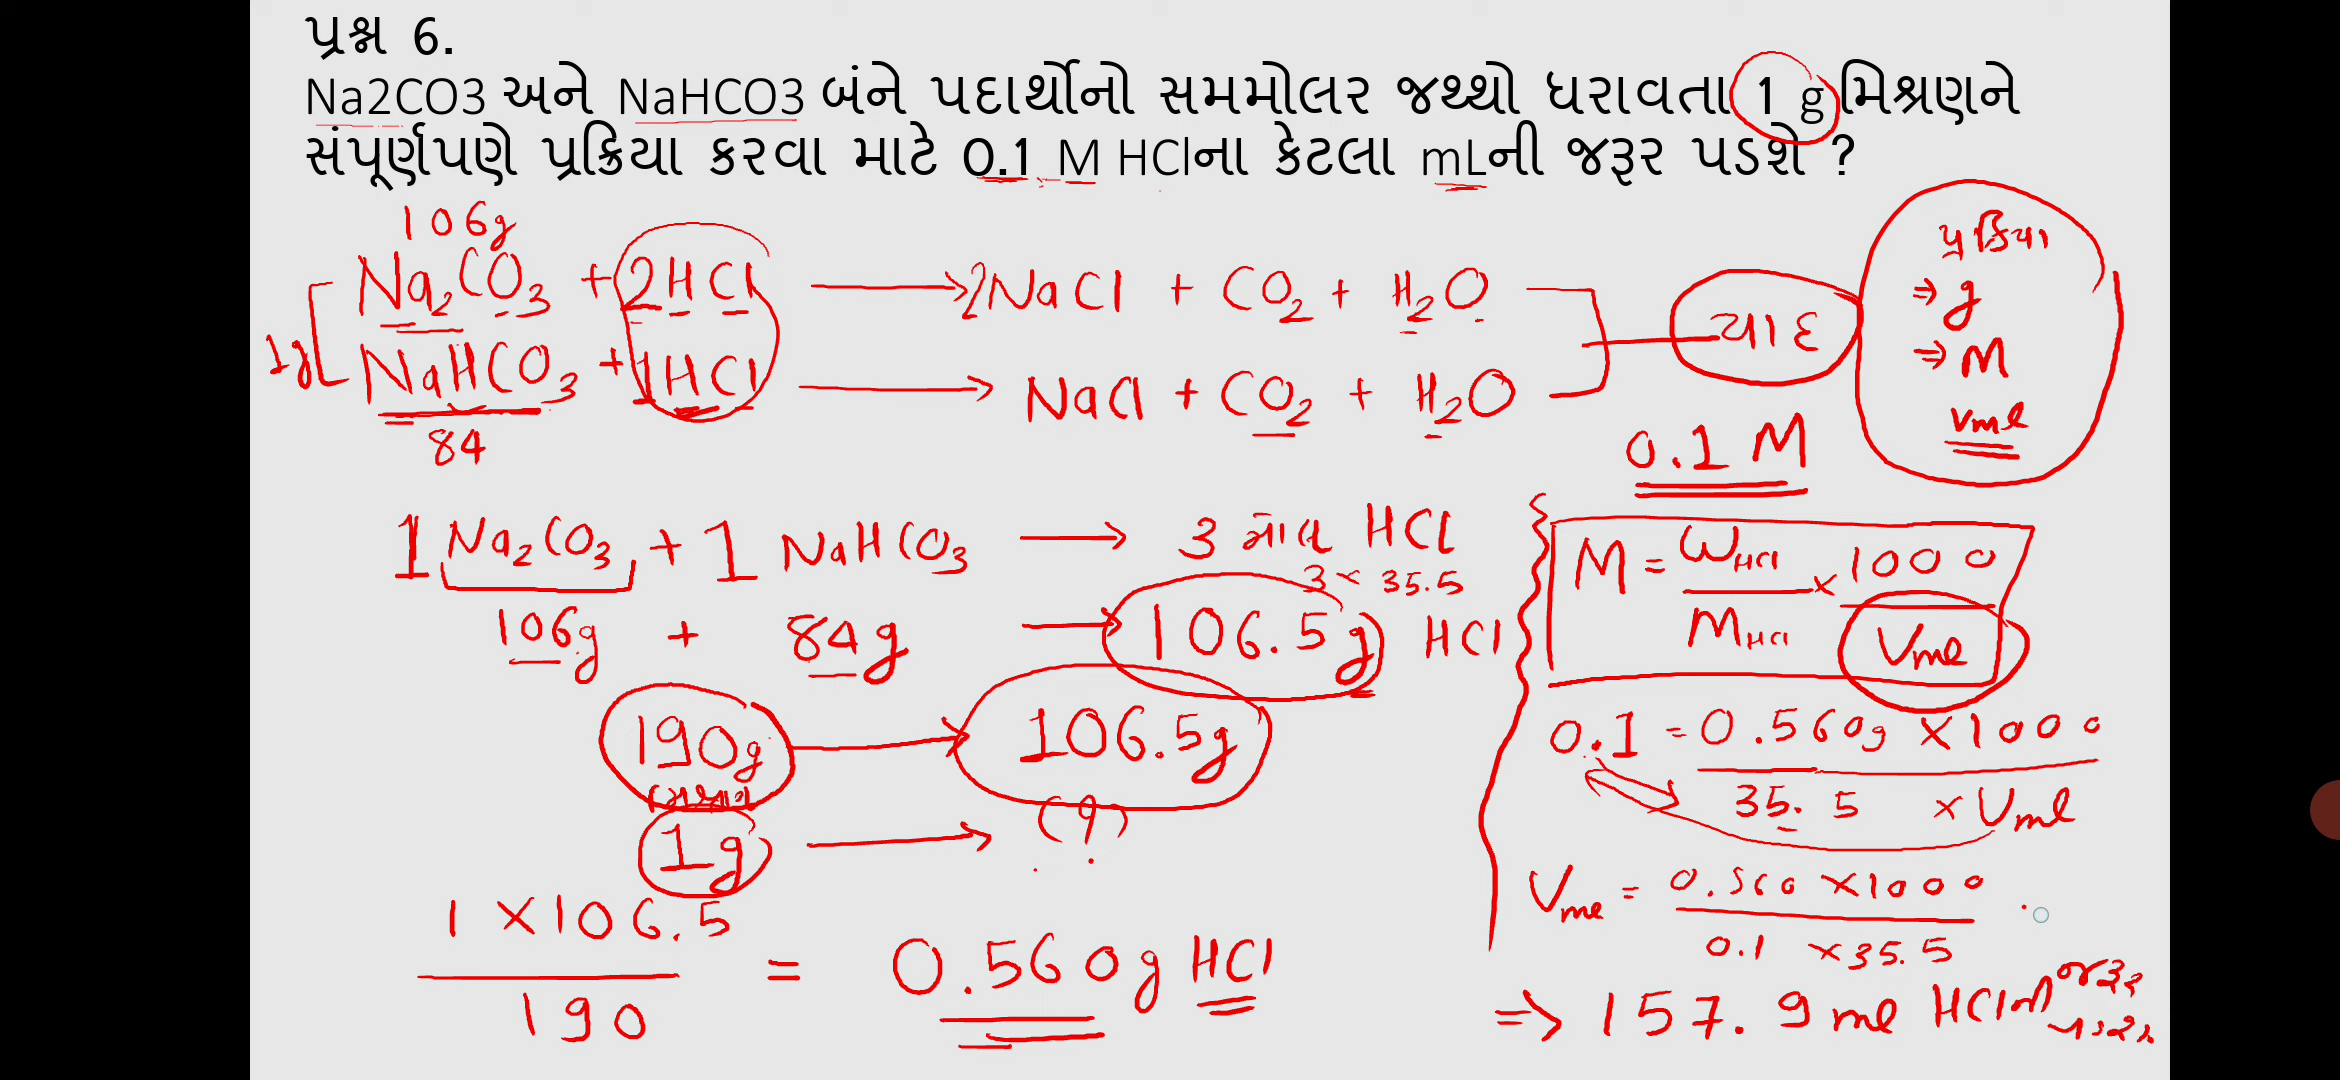 પ્રશ્ન 6.
Na2CO3 અને NaHCO3 બંને પદાર્થોનો સમમોલર જથ્થો ધરાવતા 1 g મિશ્રણને
સંપૂર્ણપણે પ્રક્રિયા કરવા માટે 0.1 M HClના કેટલા mLની જરૂર પડશે ?
106g
Na₂CO₃ + 2HCl ⟶ 2NaCl + CO₂ + H₂O
1g
NaHCO₃ + 1HCl ⟶ NaCl + CO₂ + H₂O
84
યાદ
પ્રક્રિયા
⇒ g
⇒ M
Vml
0.1 M
1 Na₂CO₃ + 1 NaHCO₃ ⟶ 3 મોલ HCl
3 × 35.5
106g + 84g ⟶ 106.5g HCl
190g ⟶ 106.5g
1g ⟶ (?)
1 × 106.5
190
= 0.560g HCl
M = WHCl × 1000
MHCl Vml
0.1 = 0.560g × 1000
35.5 × Vml
Vml = 0.560 × 1000
0.1 × 35.5
⇒ 157.9 ml HClની જરૂર